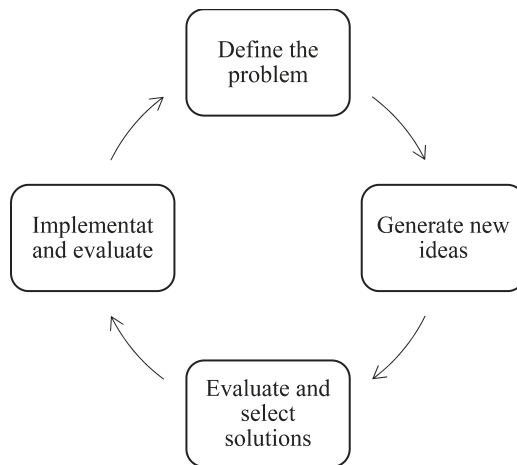 Define the
problem
Generate new
ideas
Evaluate and
select
solutions
Implementat
and evaluate